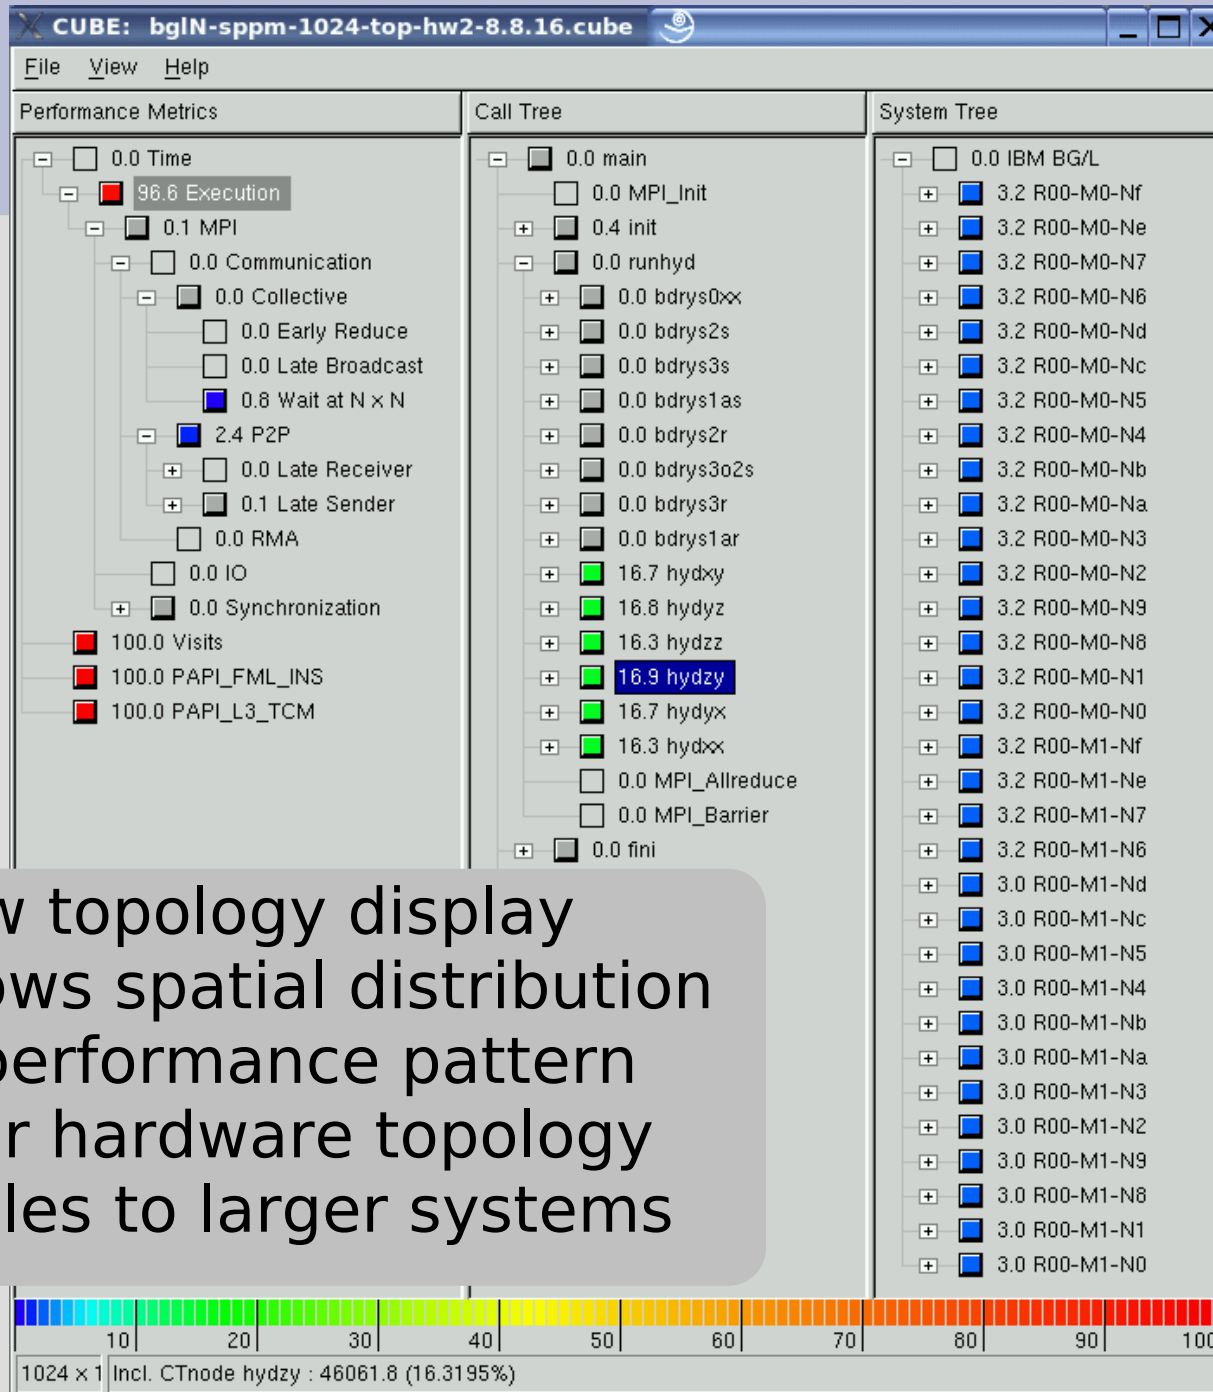 CUBE: bglN-sppm-1024-top-hw2-8.8.16.cube
File View Help
Performance Metrics
0.0 Time
96.6 Execution
0.1 MPI
0.0 Communication
0.0 Collective
0.0 Early Reduce
0.0 Late Broadcast
0.8 Wait at N x N
2.4 P2P
0.0 Late Receiver
0.1 Late Sender
0.0 RMA
0.0 IO
0.0 Synchronization
100.0 Visits
100.0 PAPI_FML_INS
100.0 PAPI_L3_TCM
Call Tree
0.0 main
0.0 MPI_Init
0.4 init
0.0 runhyd
0.0 bdrys0xx
0.0 bdrys2s
0.0 bdrys3s
0.0 bdrys1as
0.0 bdrys2r
0.0 bdrys3o2s
0.0 bdrys3r
0.0 bdrys1ar
16.7 hydxy
16.8 hydyz
16.3 hydzz
16.9 hydzy
16.7 hydyx
16.3 hydxx
0.0 MPI_Allreduce
0.0 MPI_Barrier
0.0 fini
System Tree
0.0 IBM BG/L
3.2 R00-M0-Nf
3.2 R00-M0-Ne
3.2 R00-M0-N7
3.2 R00-M0-N6
3.2 R00-M0-Nd
3.2 R00-M0-Nc
3.2 R00-M0-N5
3.2 R00-M0-N4
3.2 R00-M0-Nb
3.2 R00-M0-Na
3.2 R00-M0-N3
3.2 R00-M0-N2
3.2 R00-M0-N9
3.2 R00-M0-N8
3.2 R00-M0-N1
3.2 R00-M0-N0
3.2 R00-M1-Nf
3.2 R00-M1-Ne
3.2 R00-M1-N7
3.2 R00-M1-N6
3.0 R00-M1-Nd
3.0 R00-M1-Nc
3.0 R00-M1-N5
3.0 R00-M1-N4
3.0 R00-M1-Nb
3.0 R00-M1-Na
3.0 R00-M1-N3
3.0 R00-M1-N2
3.0 R00-M1-N9
3.0 R00-M1-N8
3.0 R00-M1-N1
3.0 R00-M1-N0
w topology display
ows spatial distribution
performance pattern
r hardware topology
les to larger systems
10 20 30 40 50 60 70 80 90 100
1024 x 1 Incl. CTnode hydzy : 46061.8 (16.3195%)